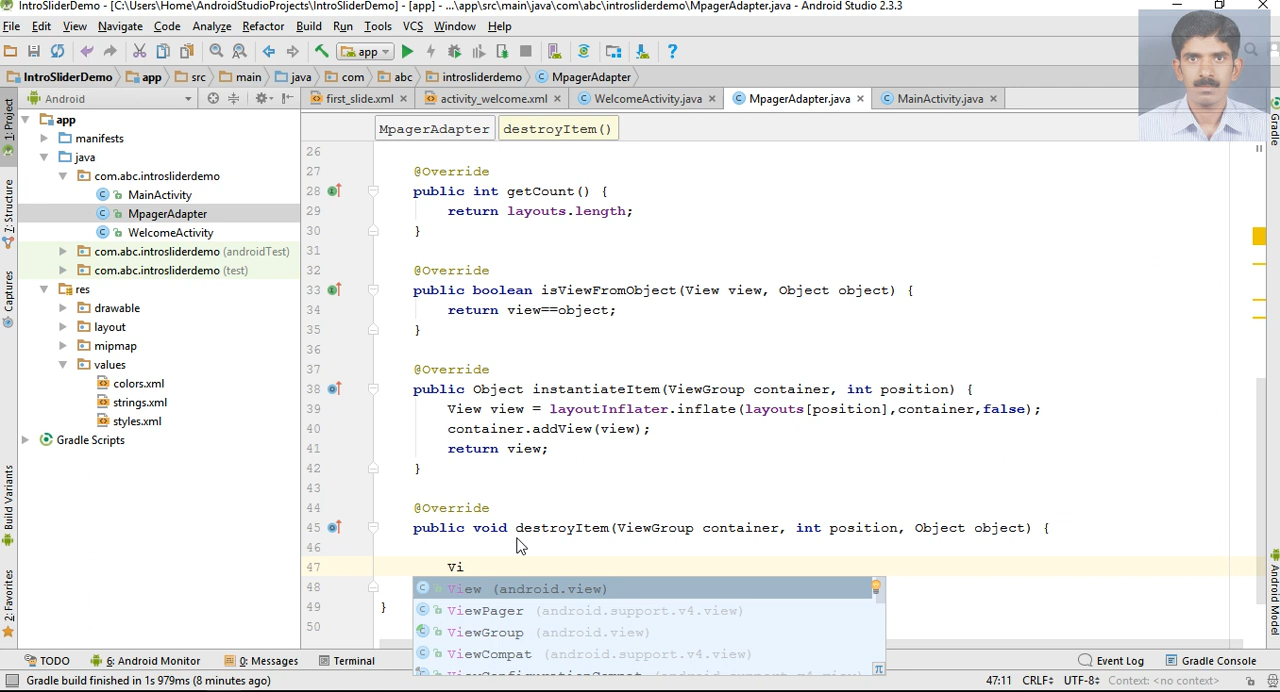 IntroSliderDemo - [C:\Users\Home\AndroidStudioProjects\IntroSliderDemo] - [app] - ...\app\src\main\java\com\abc\introsliderdemo\MpagerAdapter.java - Android Studio 2.3.3
File Edit View Navigate Code Analyze Refactor Build Run Tools VCS Window Help
app
IntroSliderDemo app src main java com abc introsliderdemo MpagerAdapter
Android first_slide.xml activity_welcome.xml WelcomeActivity.java MpagerAdapter.java MainActivity.java
MpagerAdapter destroyItem()
1: Project
7: Structure
Captures
Build Variants
2: Favorites
Gradle
Android Model
app
manifests
java
com.abc.introsliderdemo
MainActivity
MpagerAdapter
WelcomeActivity
com.abc.introsliderdemo (androidTest)
com.abc.introsliderdemo (test)
res
drawable
layout
mipmap
values
colors.xml
strings.xml
styles.xml
Gradle Scripts
26
27 @Override
28 public int getCount() {
29 return layouts.length;
30 }
31
32 @Override
33 public boolean isViewFromObject(View view, Object object) {
34 return view==object;
35 }
36
37 @Override
38 public Object instantiateItem(ViewGroup container, int position) {
39 View view = layoutInflater.inflate(layouts[position],container,false);
40 container.addView(view);
41 return view;
42 }
43
44 @Override
45 public void destroyItem(ViewGroup container, int position, Object object) {
46
47 Vi
48
49 }
50
View (android.view)
ViewPager (android.support.v4.view)
ViewGroup (android.view)
ViewCompat (android.support.v4.view)
ViewConfigurationCompat (android.support.v4.view)
TODO 6: Android Monitor 0: Messages Terminal Event Log Gradle Console
Gradle build finished in 1s 979ms (8 minutes ago) 47:11 CRLF UTF-8 Context: <no context>